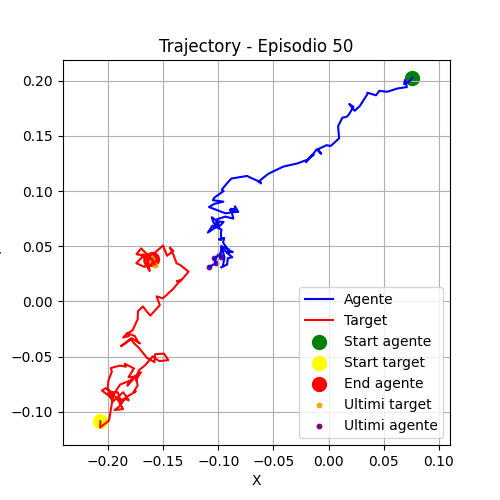 Trajectory - Episodio 50
0.20
0.15
0.10
0.05
0.00
−0.05
−0.10
−0.20
−0.15
−0.10
−0.05
0.00
0.05
0.10
X
Agente
Target
Start agente
Start target
End agente
Ultimi target
Ultimi agente